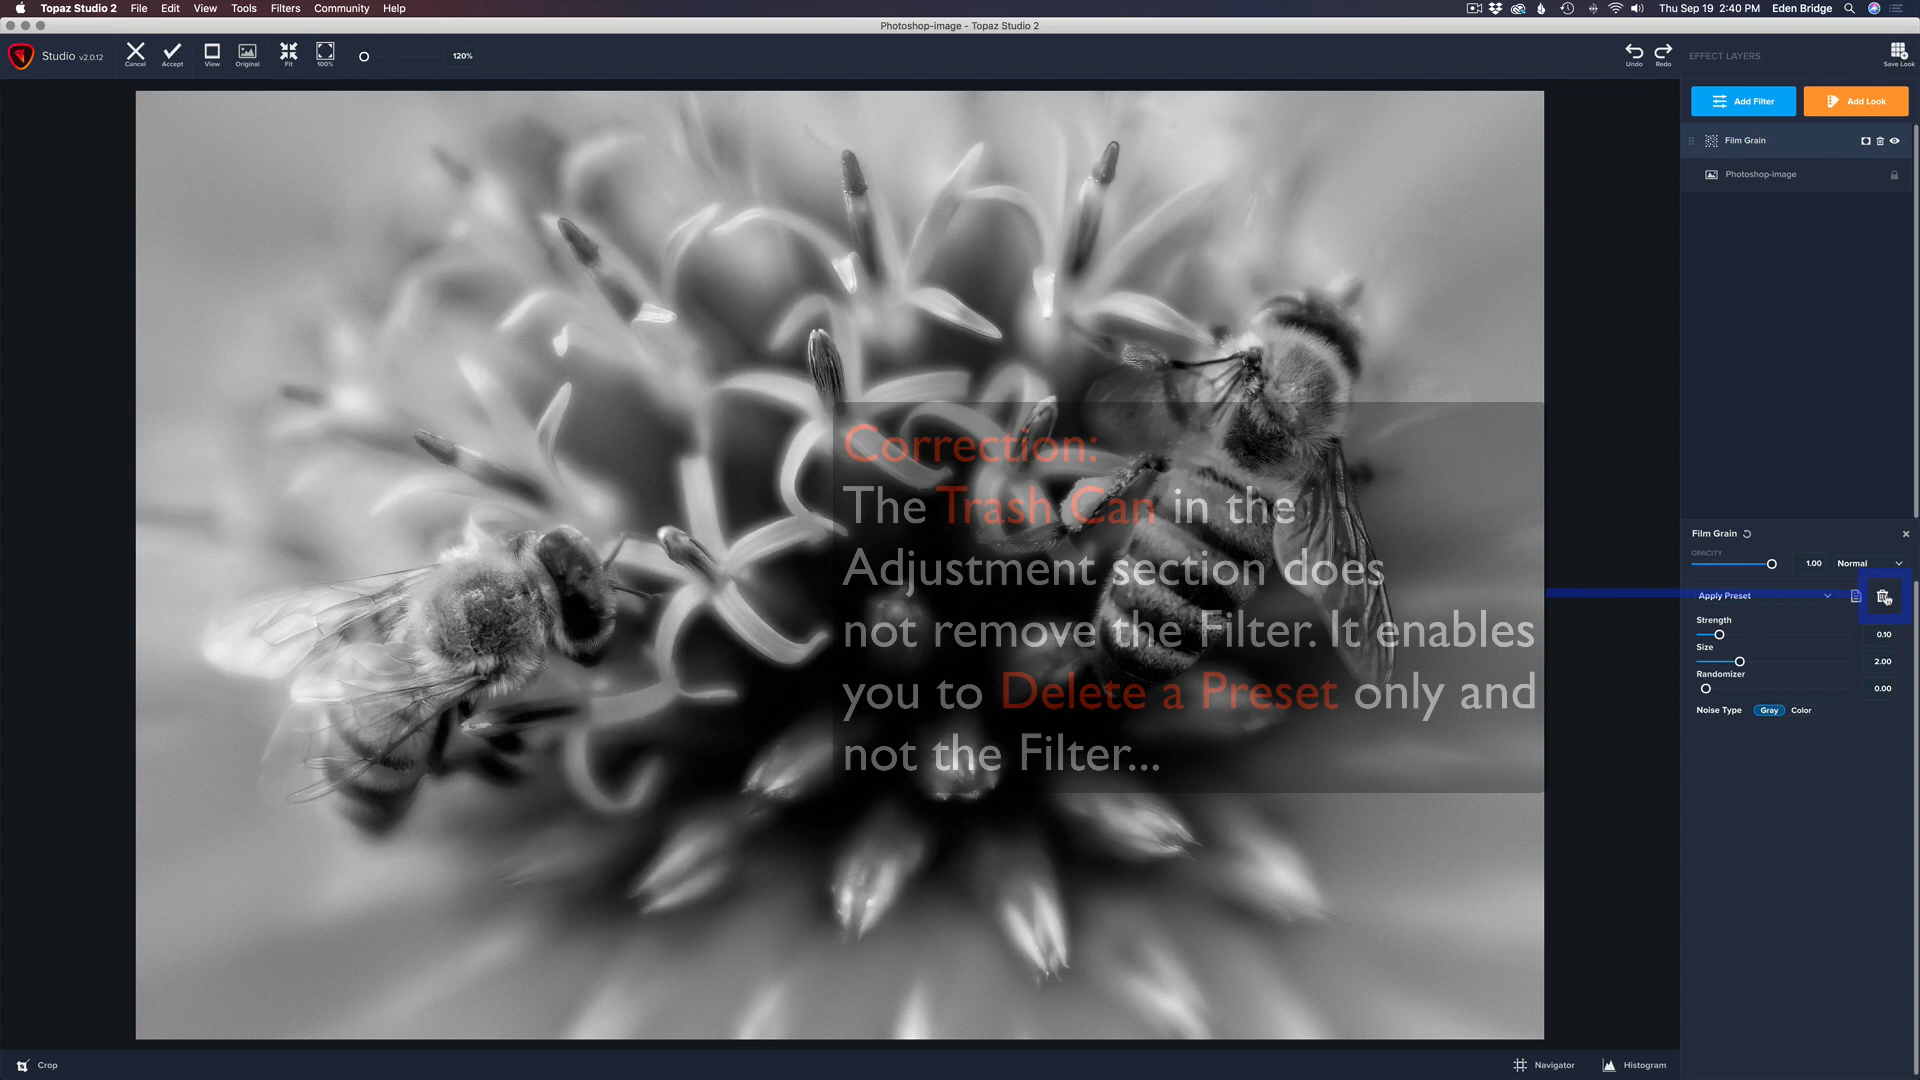 Topaz Studio 2 File Edit View Tools Filters Community Help Thu Sep 19 2:40 PM Eden Bridge
Photoshop-image - Topaz Studio 2
Studio v2.0.12 Cancel Accept View Original Fit 100% 120% Undo Redo EFFECT LAYERS Save Look
Add Filter Add Look
Film Grain
Photoshop-image
Correction:
The Trash Can in the
Adjustment section does
not remove the Filter. It enables
you to Delete a Preset only and
not the Filter...
Film Grain
OPACITY
1.00 Normal
Apply Preset
Strength
0.10
Size
2.00
Randomizer
0.00
Noise Type Gray Color
Crop Navigator Histogram